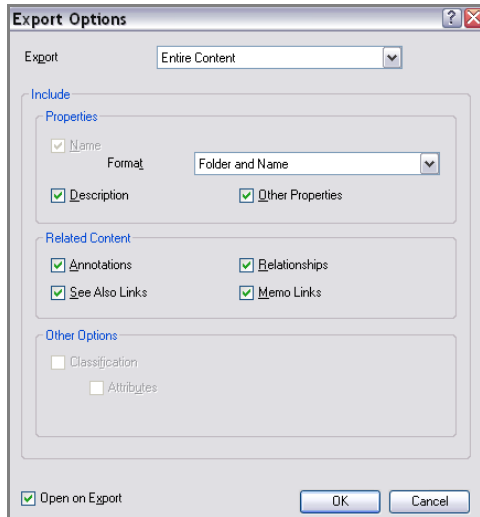 Export Options
Export Entire Content
Include
Properties
Name
Format Folder and Name
Description Other Properties
Related Content
Annotations Relationships
See Also Links Memo Links
Other Options
Classification
Attributes
Open on Export OK Cancel